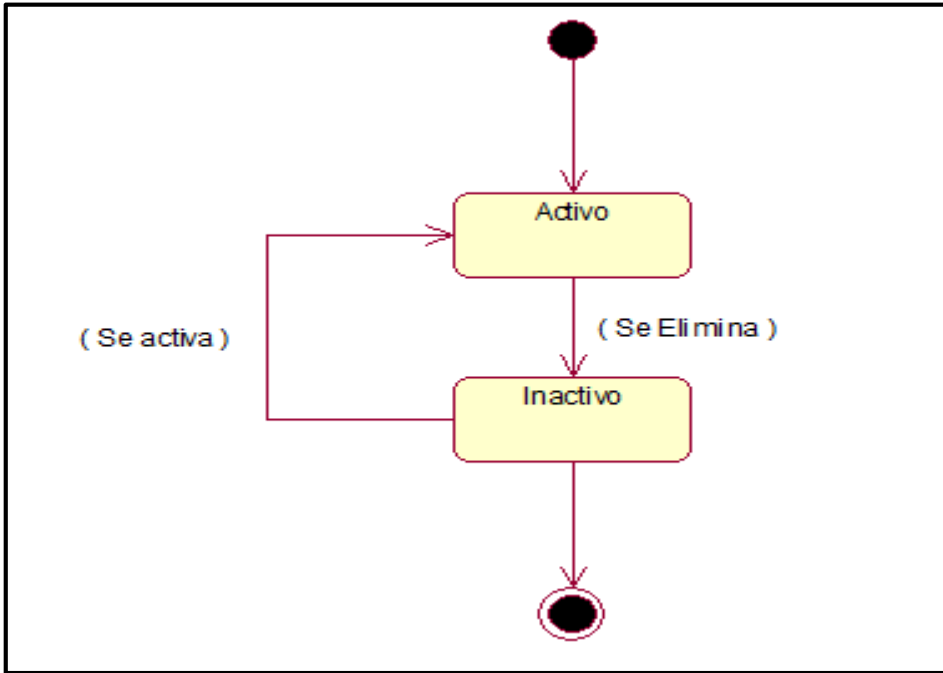 Activo
( Se activa )
( Se Elimina )
Inactivo